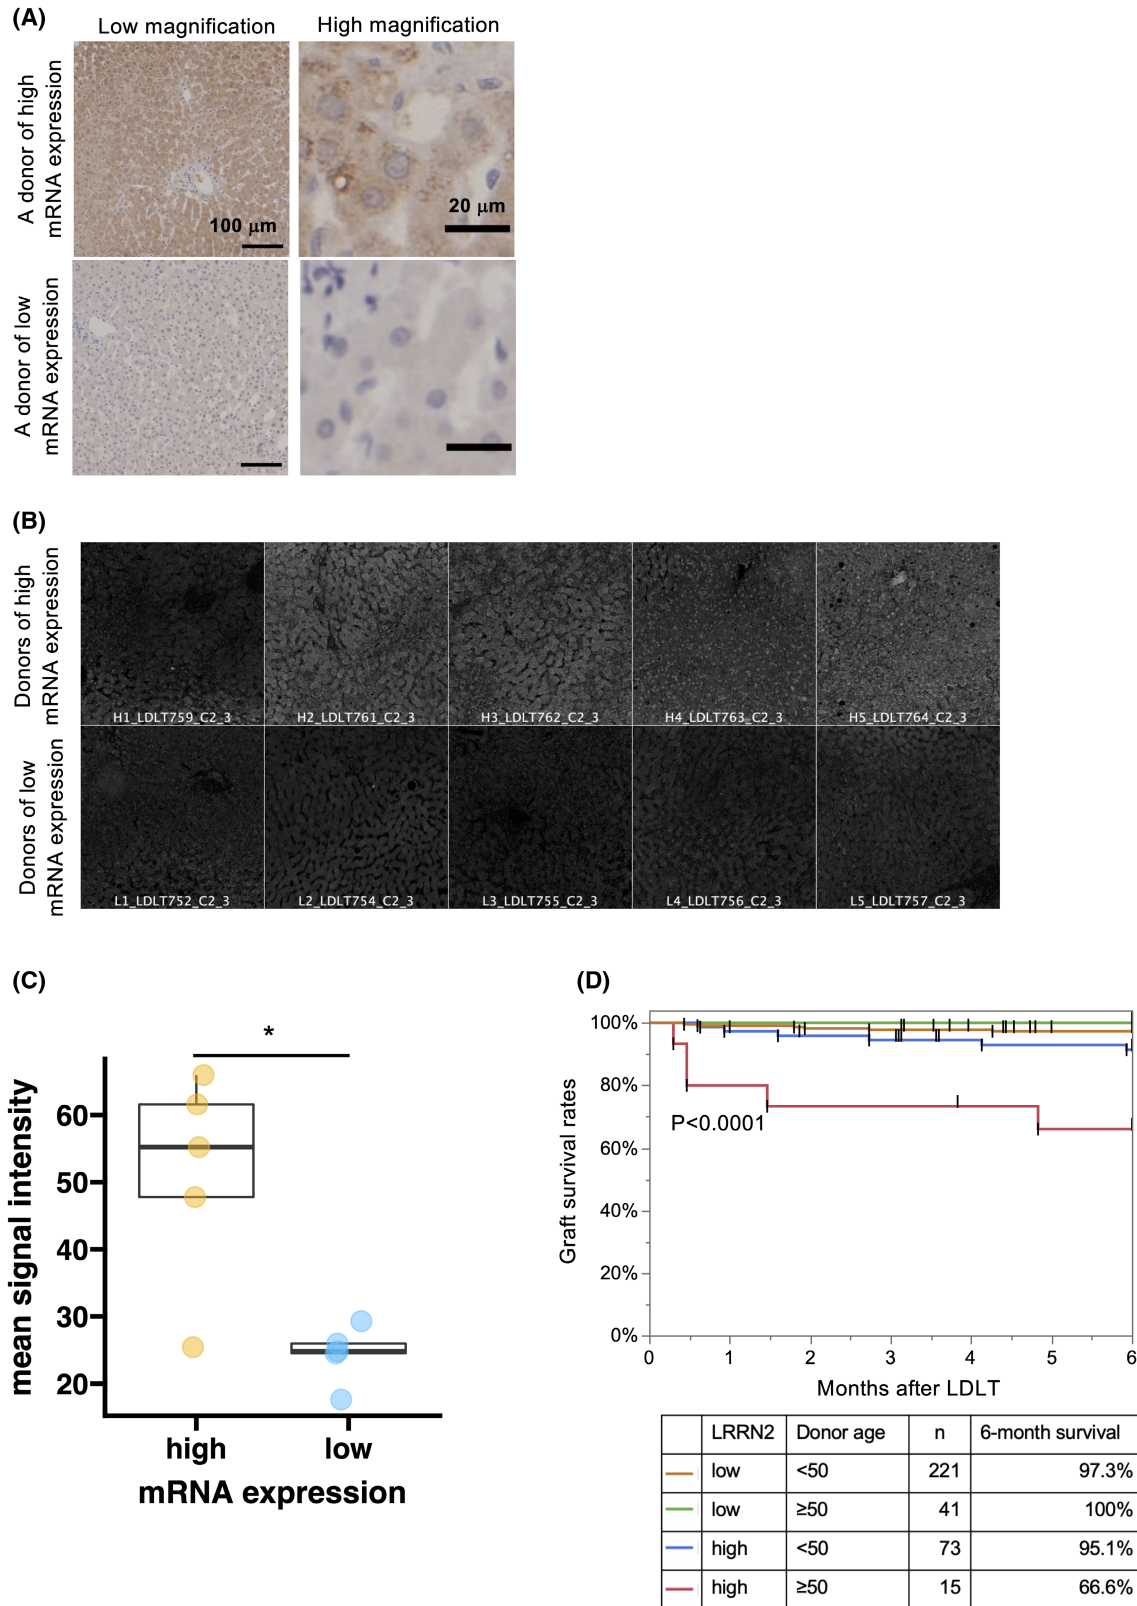 (A)
Low magnification
High magnification
A donor of high
mRNA expression
100 μm
20 μm
A donor of low
mRNA expression
(B)
Donors of high
mRNA expression
H1_LDLT759_C2_3
H2_LDLT761_C2_3
H3_LDLT762_C2_3
H4_LDLT763_C2_3
H5_LDLT764_C2_3
Donors of low
mRNA expression
L1_LDLT752_C2_3
L2_LDLT754_C2_3
L3_LDLT755_C2_3
L4_LDLT756_C2_3
L5_LDLT757_C2_3
(C)
*
mean signal intensity
60
50
40
30
20
high
low
mRNA expression
(D)
Graft survival rates
100%
80%
60%
40%
20%
0%
P<0.0001
0 1 2 3 4 5 6
Months after LDLT
LRRN2 Donor age n 6-month survival
low <50 221 97.3%
low ≥50 41 100%
high <50 73 95.1%
high ≥50 15 66.6%